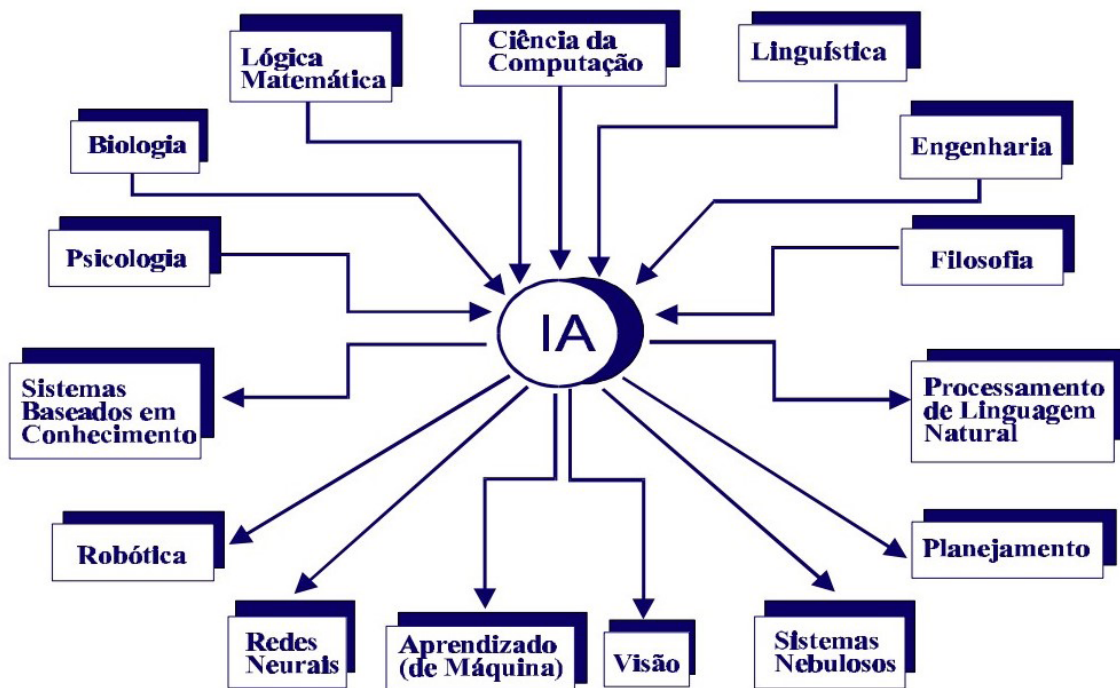 Lógica
Matemática
Ciência da
Computação
Linguística
Biologia
Engenharia
Psicologia
Filosofia
IA
Sistemas
Baseados em
Conhecimento
Processamento
de Linguagem
Natural
Robótica
Planejamento
Redes
Neurais
Aprendizado
(de Máquina)
Visão
Sistemas
Nebulosos